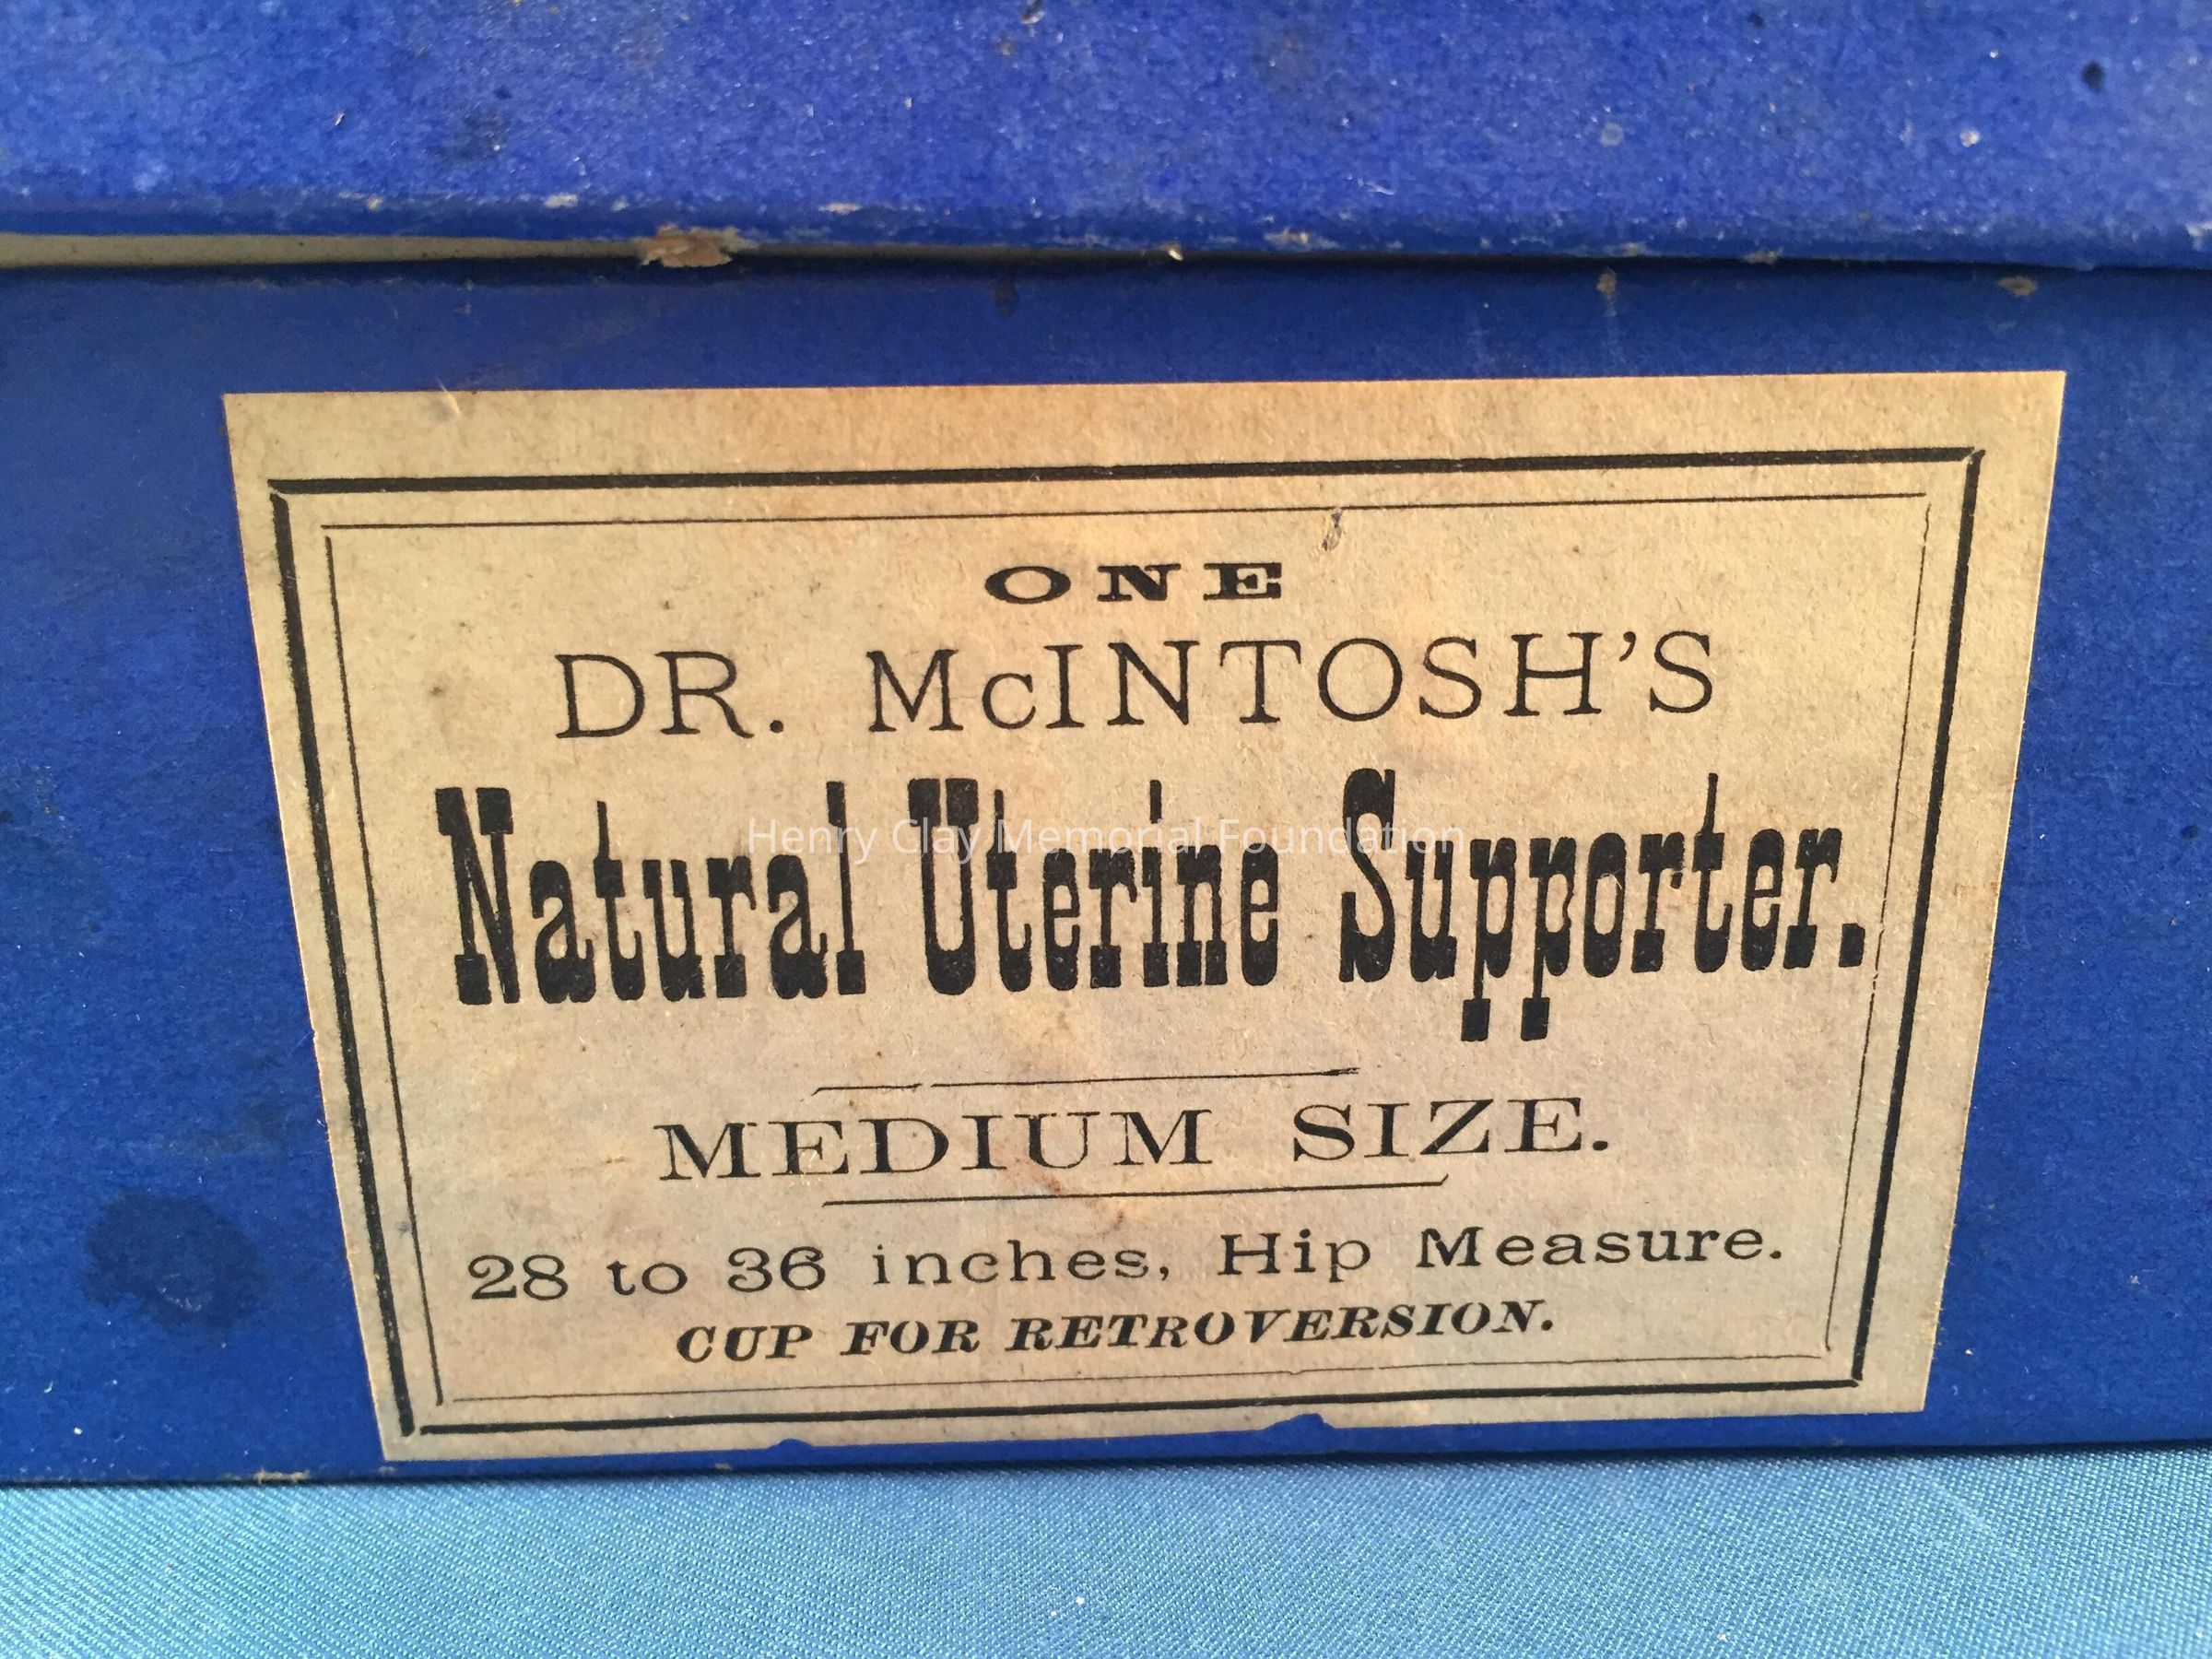 ONE
DR. McINTOSH'S
Natural Uterine Supporter.
Henry Clay Memorial Foundation
MEDIUM SIZE.
28 to 36 inches, Hip Measure.
CUP FOR RETROVERSION.